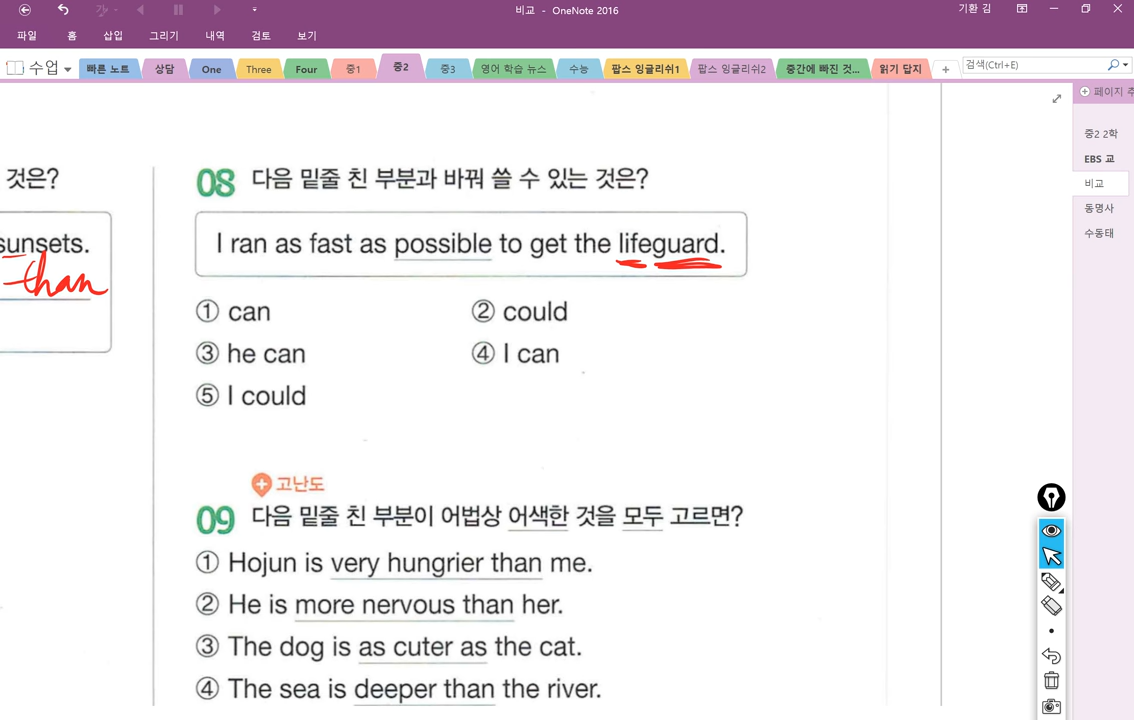 비교 - OneNote 2016
기환 김
파일 홈 삽입 그리기 내역 검토 보기
수업 빠른 노트 상담 One Three Four 중1 중2 중3 영어 학습 뉴스 수능 팝스 잉글리쉬1 팝스 잉글리쉬2 중간에 빠진 것... 읽기 답지 + 검색(Ctrl+E)
페이지 추
중2 2학
EBS 교
비교
동명사
수동태
것은?
sunsets.
than
08 다음 밑줄 친 부분과 바꿔 쓸 수 있는 것은?
I ran as fast as possible to get the lifeguard.
① can ② could
③ he can ④ I can
⑤ I could
고난도
09 다음 밑줄 친 부분이 어법상 어색한 것을 모두 고르면?
① Hojun is very hungrier than me.
② He is more nervous than her.
③ The dog is as cuter as the cat.
④ The sea is deeper than the river.